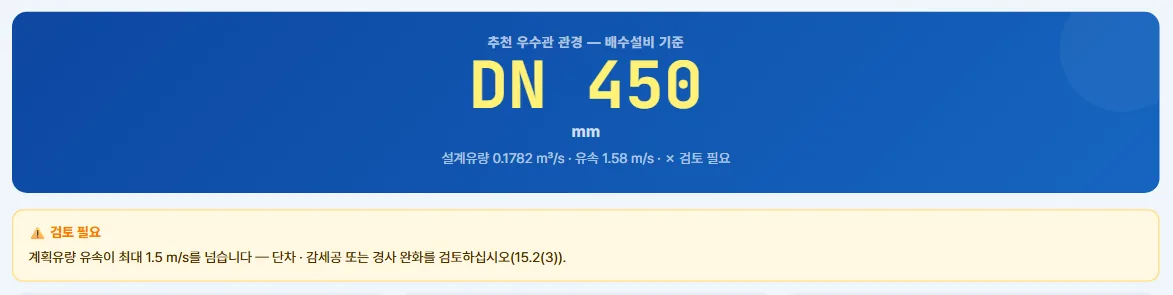 추천 우수관 관경 — 배수설비 기준
DN 450
mm
설계유량 0.1782 m³/s · 유속 1.58 m/s · × 검토 필요
⚠️ 검토 필요
계획유량 유속이 최대 1.5 m/s를 넘습니다 — 단차 · 감세공 또는 경사 완화를 검토하십시오(15.2(3)).